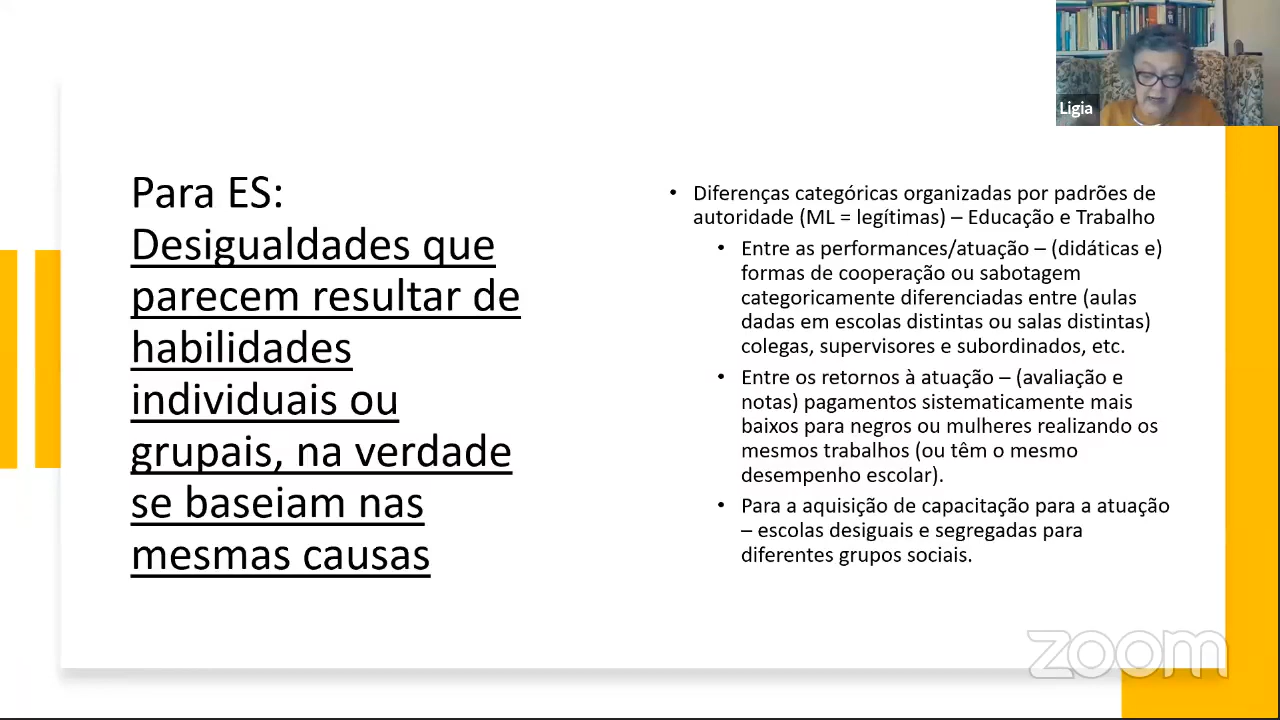 Para ES:
Desigualdades que
parecem resultar de
habilidades
individuais ou
grupais, na verdade
se baseiam nas
mesmas causas
• Diferenças categóricas organizadas por padrões de
autoridade (ML = legítimas) – Educação e Trabalho
• Entre as performances/atuação – (didáticas e)
formas de cooperação ou sabotagem
categoricamente diferenciadas entre (aulas
dadas em escolas distintas ou salas distintas)
colegas, supervisores e subordinados, etc.
• Entre os retornos à atuação – (avaliação e
notas) pagamentos sistematicamente mais
baixos para negros ou mulheres realizando os
mesmos trabalhos (ou têm o mesmo
desempenho escolar).
• Para a aquisição de capacitação para a atuação
– escolas desiguais e segregadas para
diferentes grupos sociais.
Ligia
zoom